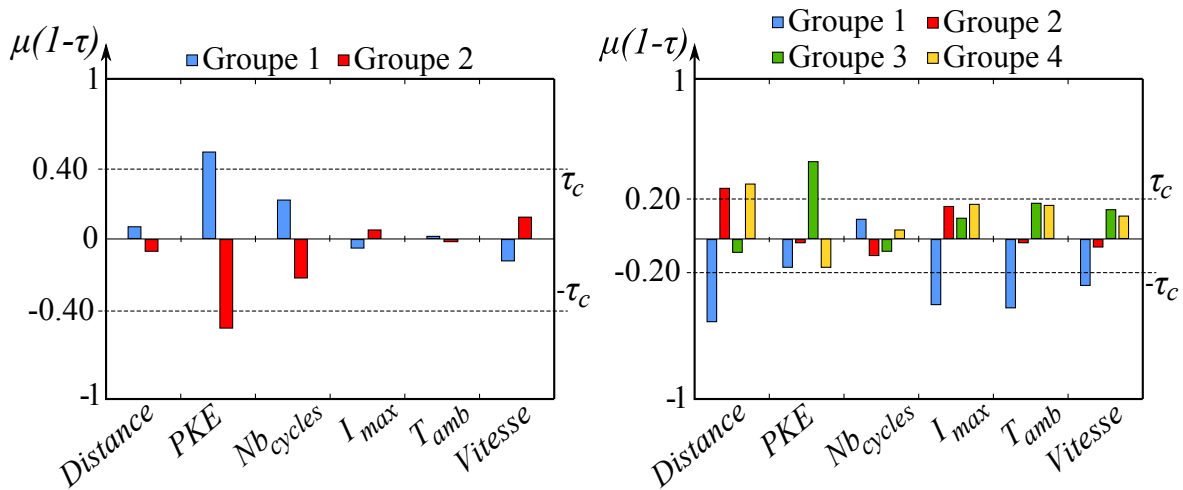 μ(1-τ)
Groupe 1 Groupe 2
1
0.40
τc
0
-τc
-0.40
-1
Distance PKE Nbcycles Imax Tamb Vitesse
μ(1-τ)
Groupe 1 Groupe 2
Groupe 3 Groupe 4
1
0.20
τc
-0.20
-τc
-1
Distance PKE Nbcycles Imax Tamb Vitesse